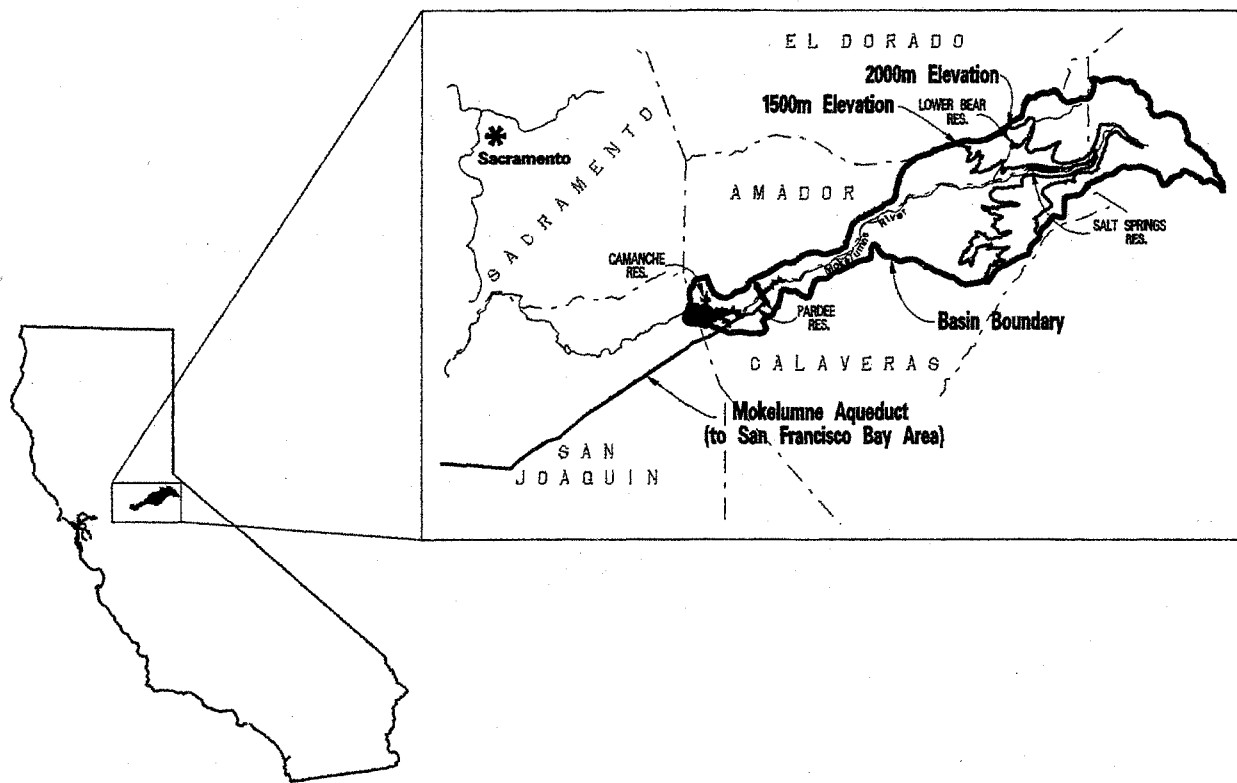 EL DORADO
2000m Elevation
1500m Elevation
LOWER BEAR
RES.
Sacramento
SACRAMENTO
AMADOR
Mokelumne River
SALT SPRINGS
RES.
CAMANCHE
RES.
PARDEE
RES.
Basin Boundary
CALAVERAS
Mokelumne Aqueduct
(to San Francisco Bay Area)
SAN
JOAQUIN